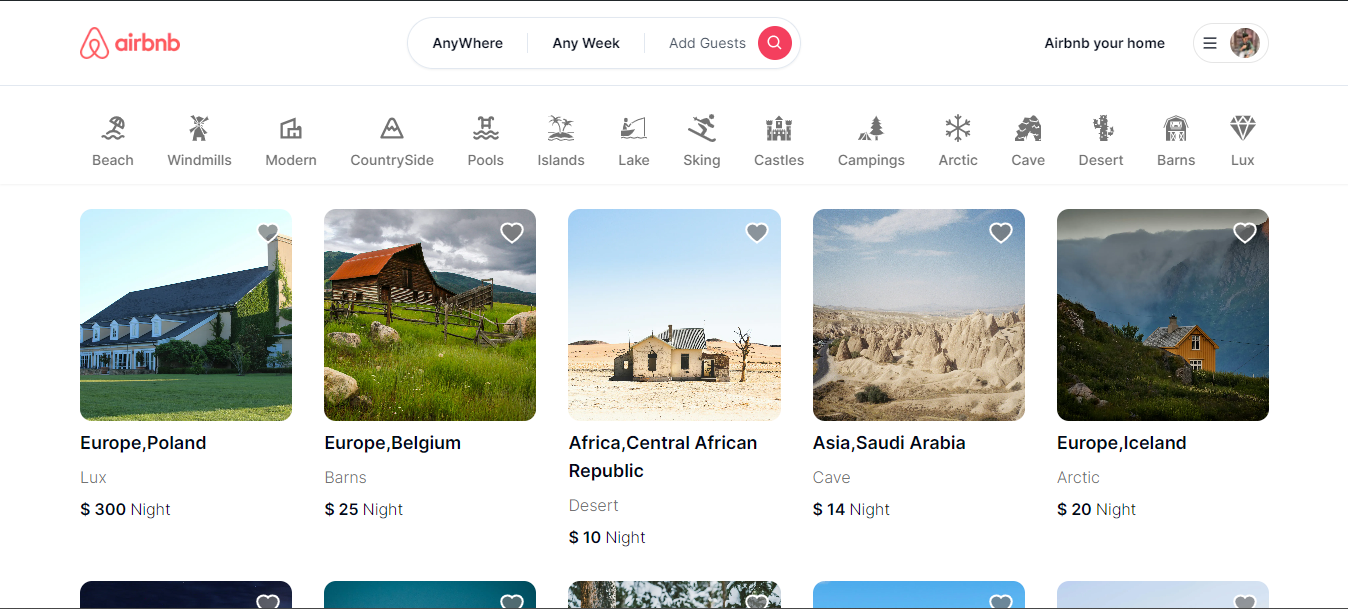 airbnb
AnyWhere
Any Week
Add Guests
Airbnb your home
Beach
Windmills
Modern
CountrySide
Pools
Islands
Lake
Sking
Castles
Campings
Arctic
Cave
Desert
Barns
Lux
Europe,Poland
Lux
$ 300 Night
Europe,Belgium
Barns
$ 25 Night
Africa,Central African
Republic
Desert
$ 10 Night
Asia,Saudi Arabia
Cave
$ 14 Night
Europe,Iceland
Arctic
$ 20 Night